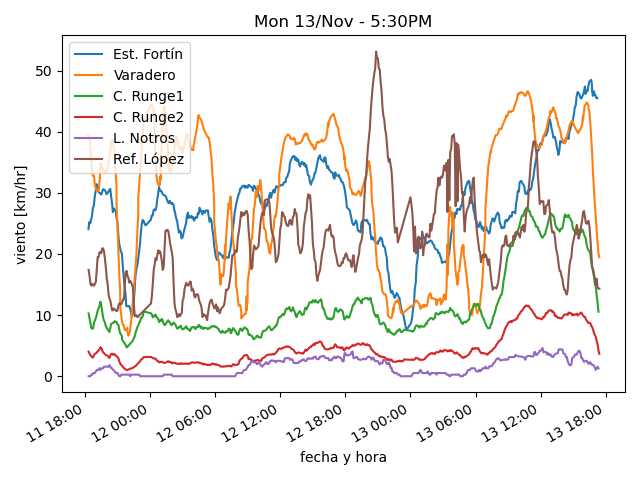 Mon 13/Nov - 5:30PM
Est. Fortín
Varadero
C. Runge1
C. Runge2
L. Notros
Ref. López
viento [km/hr]
50
40
30
20
10
0
11 18:00
12 00:00
12 06:00
12 12:00
12 18:00
13 00:00
13 06:00
13 12:00
13 18:00
fecha y hora